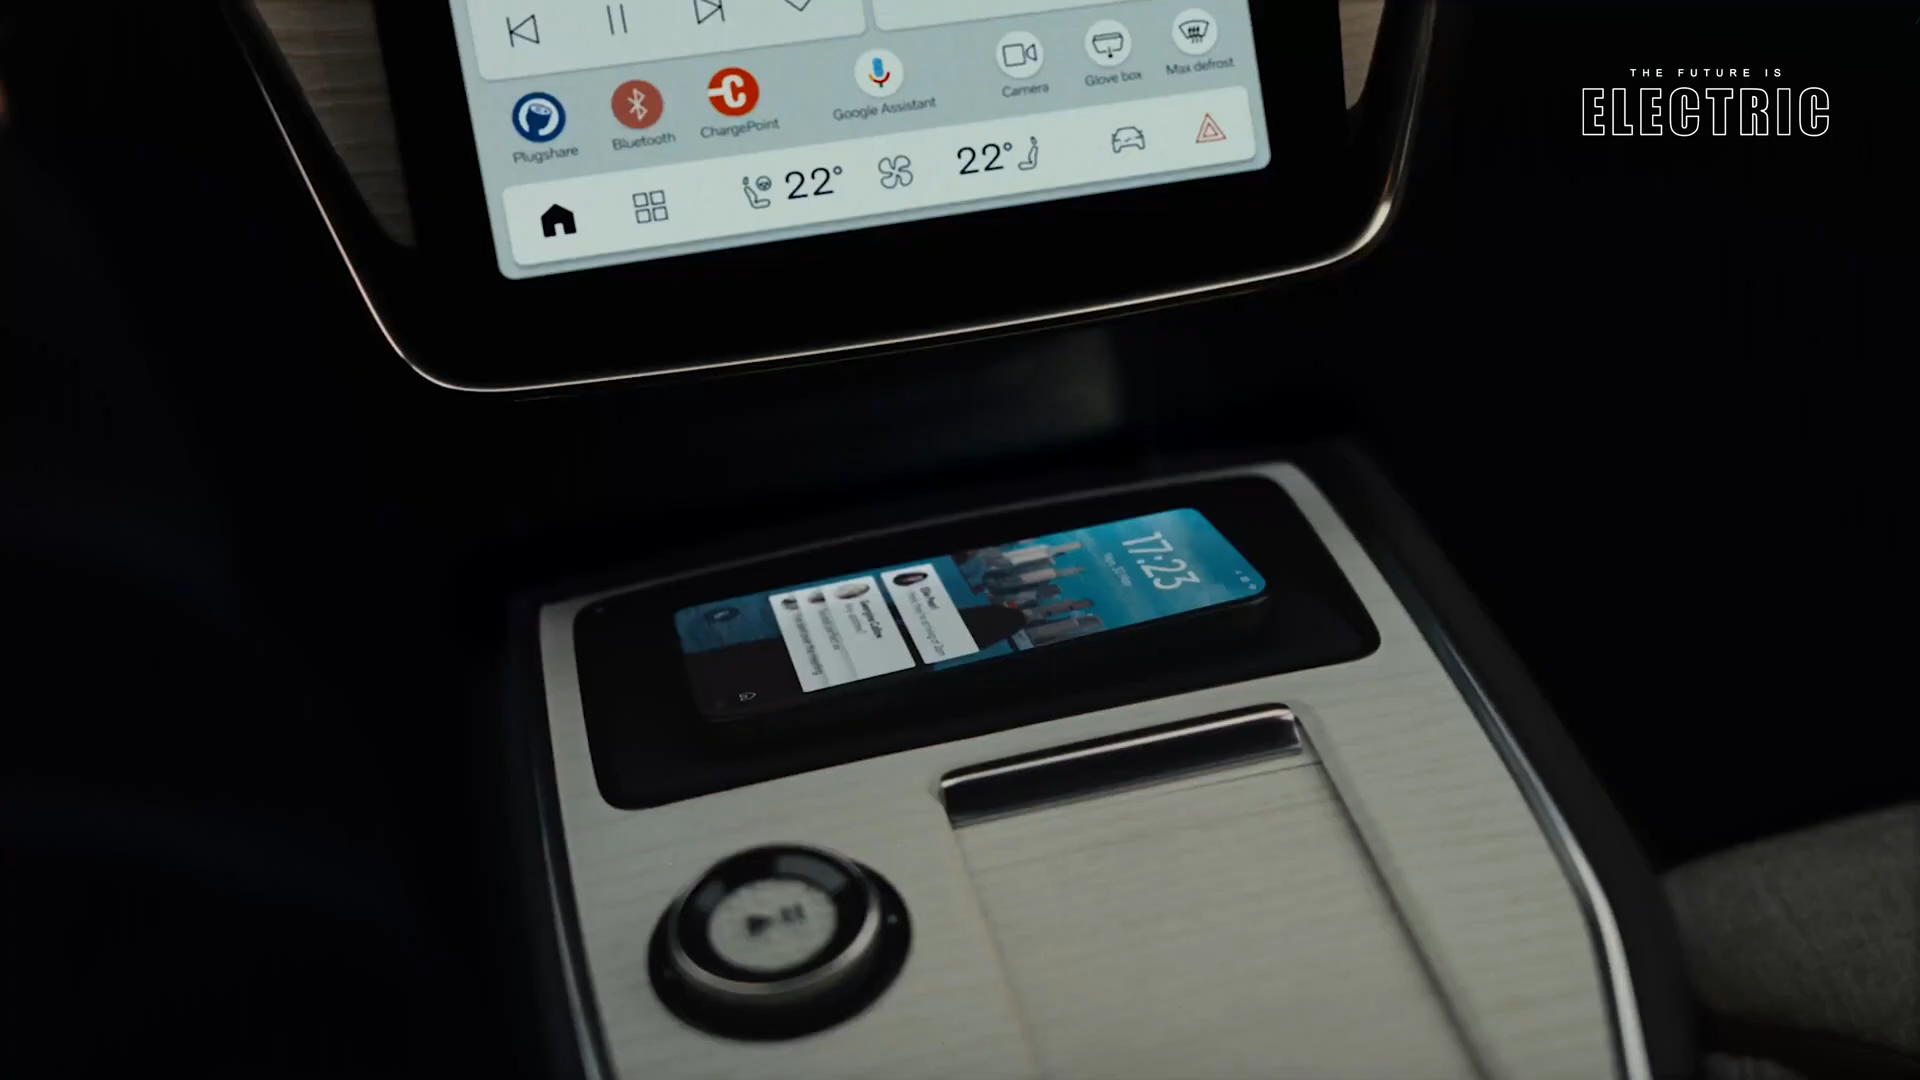 THE FUTURE IS
ELECTRIC
Plugshare
Bluetooth
ChargePoint
Google Assistant
Camera
Glove box
Max defrost
22°
22°
17:23